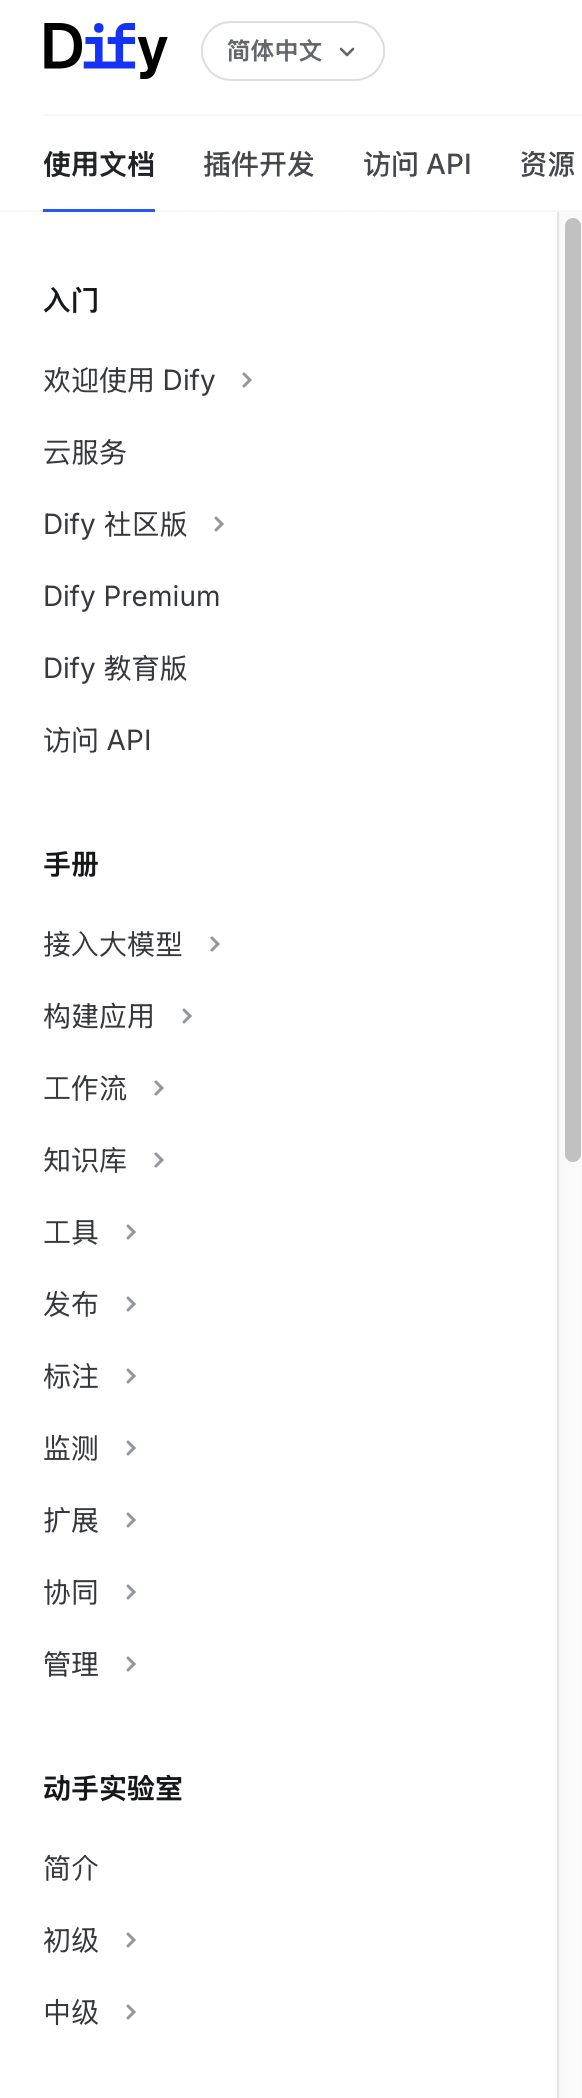 Dify
简体中文
使用文档 插件开发 访问 API 资源
入门
欢迎使用 Dify
云服务
Dify 社区版
Dify Premium
Dify 教育版
访问 API
手册
接入大模型
构建应用
工作流
知识库
工具
发布
标注
监测
扩展
协同
管理
动手实验室
简介
初级
中级